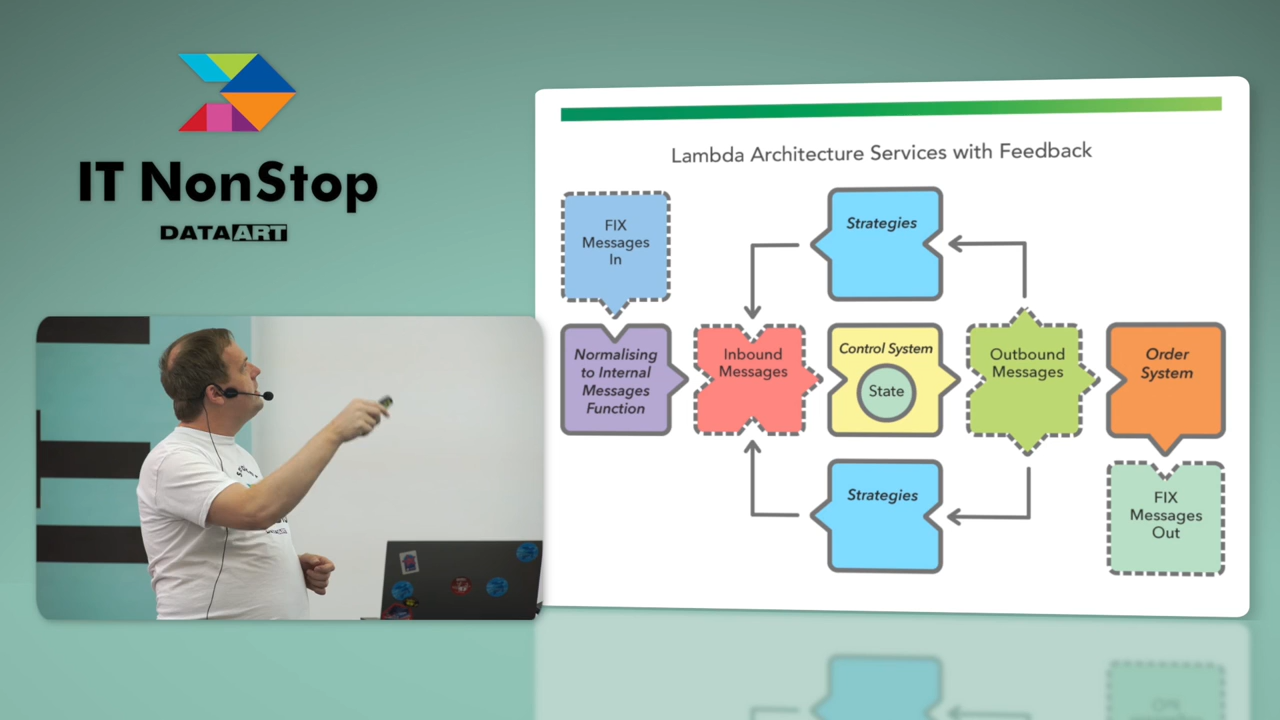 IT NonStop
DATAART
Lambda Architecture Services with Feedback
FIX
Messages
In
Strategies
Normalising
to Internal
Messages
Function
Inbound
Messages
Control System
State
Outbound
Messages
Order
System
Strategies
FIX
Messages
Out